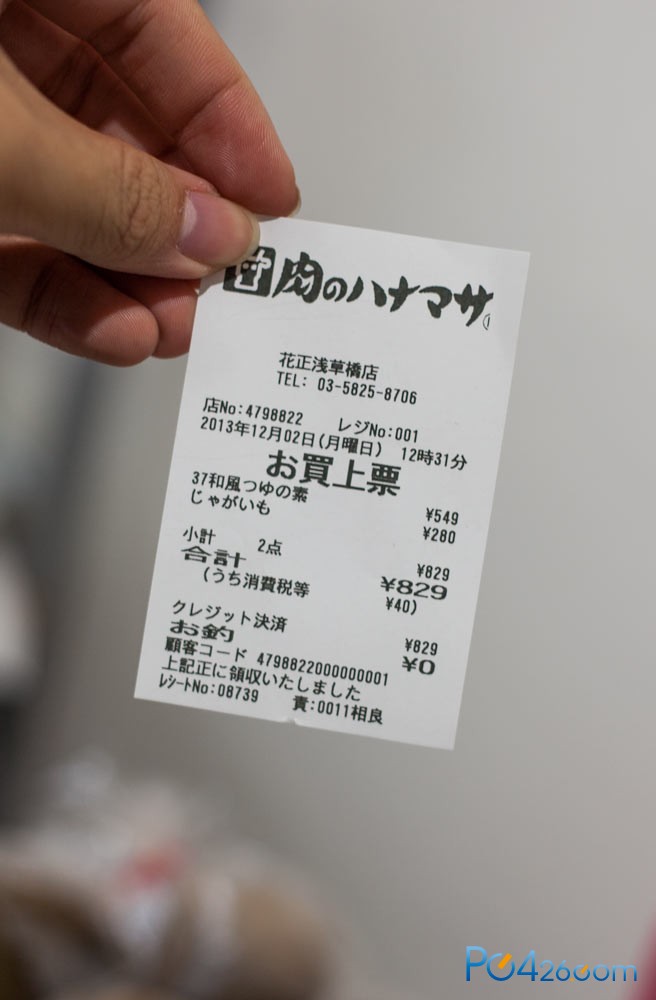 肉のハナマサ
花正浅草橋店
TEL: 03-5825-8706
店No:4798822 レジNo:001
2013年12月02日(月曜日) 12時31分
お買上票
37和風つゆの素 ¥549
じゃがいも ¥280
小計 2点 ¥829
合計 ¥829
(うち消費税等 ¥40)
クレジット決済 ¥829
お釣 ¥0
顧客コード 4798822000000001
上記正に領収いたしました
ﾚｼｰﾄNo:08739 責:0011相良
PC426com